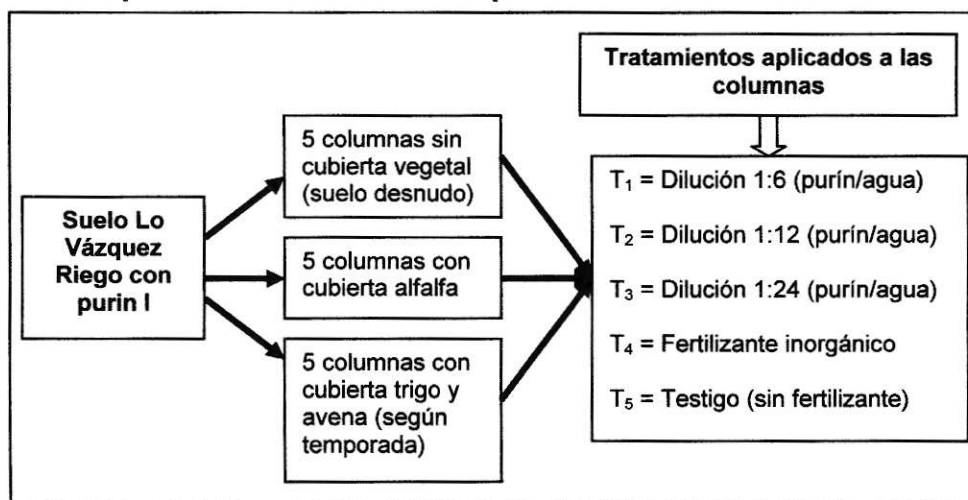 Tratamientos aplicados a las
columnas
5 columnas sin
cubierta vegetal
(suelo desnudo)
Suelo Lo
Vázquez
Riego con
purin I
5 columnas con
cubierta alfalfa
5 columnas con
cubierta trigo y
avena (según
temporada)
T₁ = Dilución 1:6 (purín/agua)
T₂ = Dilución 1:12 (purín/agua)
T₃ = Dilución 1:24 (purín/agua)
T₄ = Fertilizante inorgánico
T₅ = Testigo (sin fertilizante)